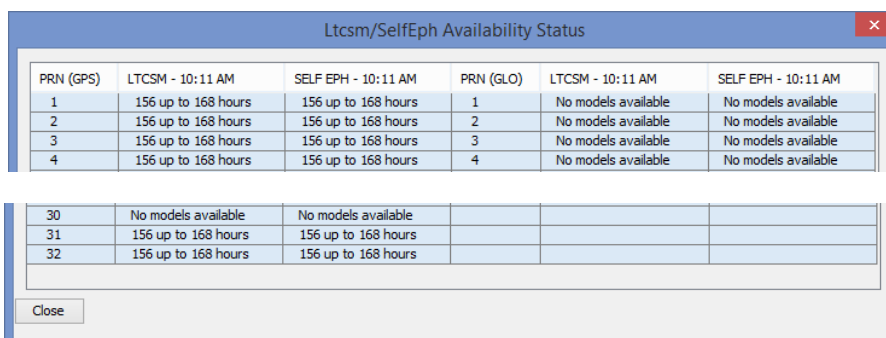 Ltcsm/SelfEph Availability Status
PRN (GPS) LTCSM - 10:11 AM SELF EPH - 10:11 AM PRN (GLO) LTCSM - 10:11 AM SELF EPH - 10:11 AM
1 156 up to 168 hours 156 up to 168 hours 1 No models available No models available
2 156 up to 168 hours 156 up to 168 hours 2 No models available No models available
3 156 up to 168 hours 156 up to 168 hours 3 No models available No models available
4 156 up to 168 hours 156 up to 168 hours 4 No models available No models available
30 No models available No models available
31 156 up to 168 hours 156 up to 168 hours
32 156 up to 168 hours 156 up to 168 hours
Close